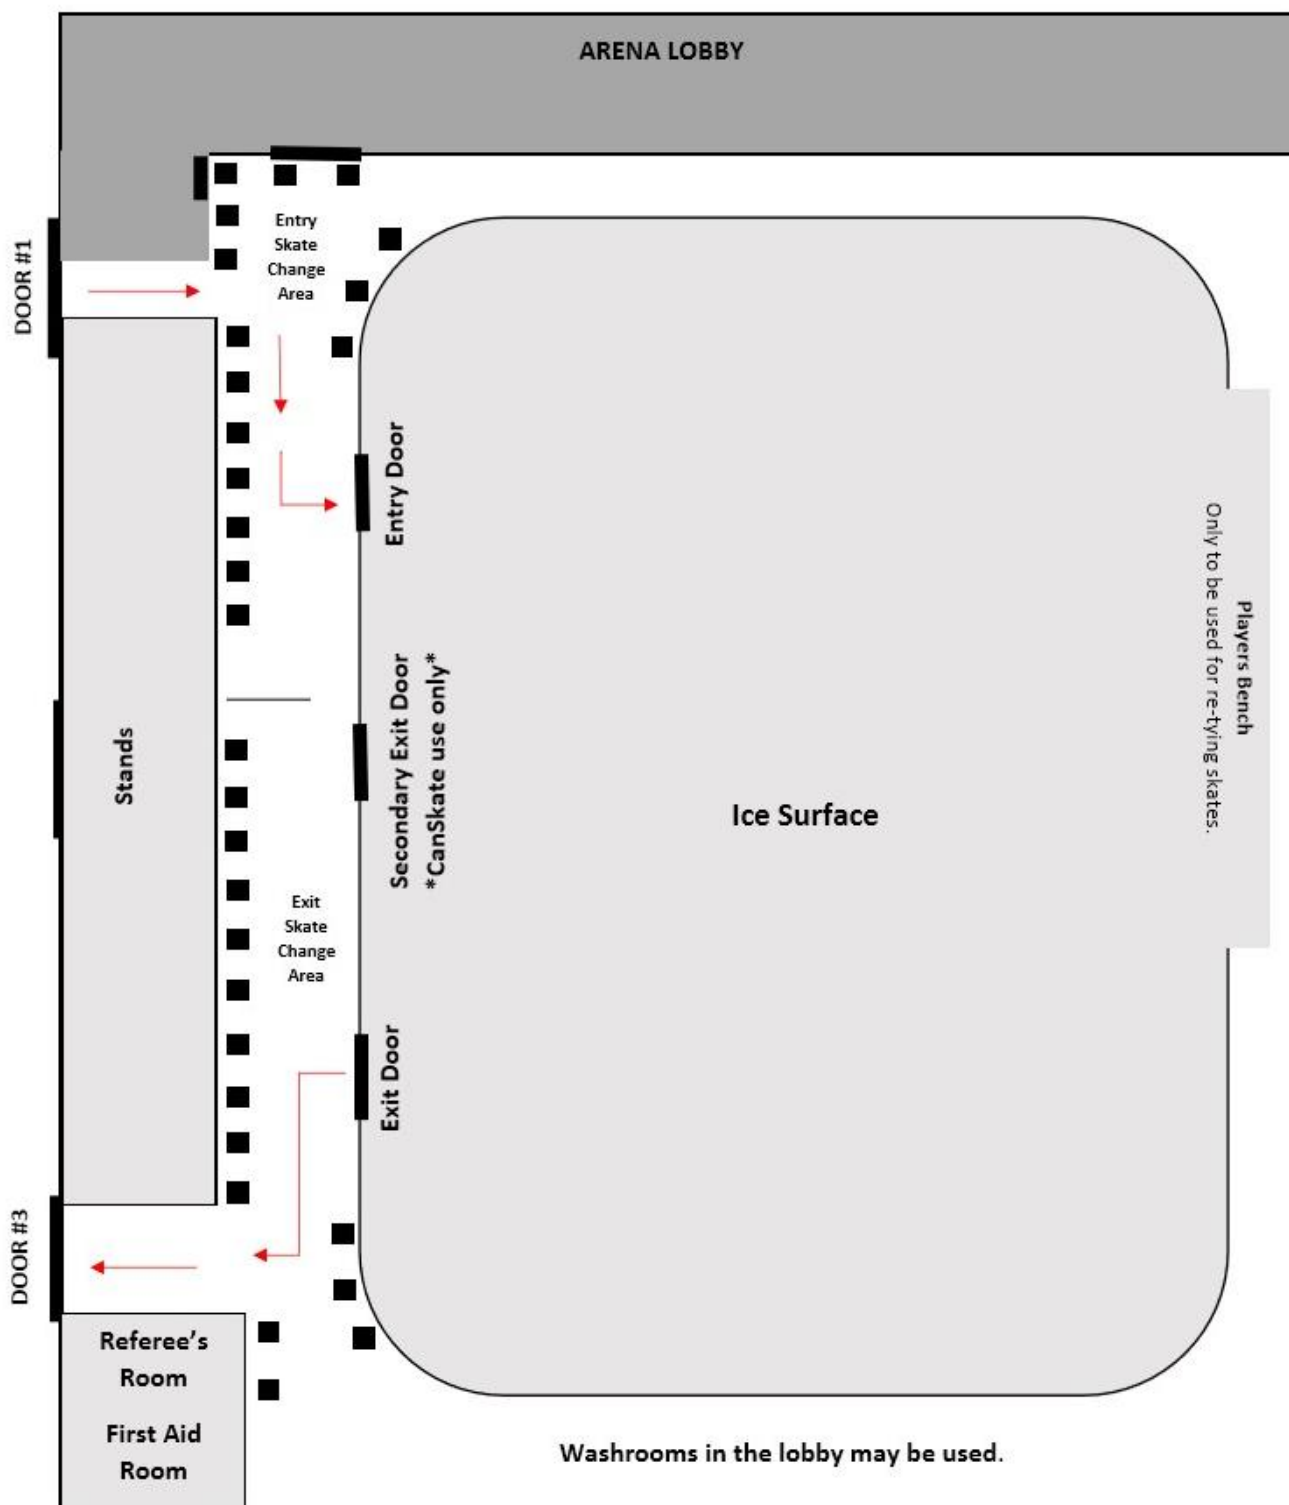 ARENA LOBBY
DOOR #1
Entry
Skate
Change
Area
Entry Door
Only to be used for re-tying skates.
Players Bench
Secondary Exit Door
*CanSkate use only*
Stands
Ice Surface
Exit
Skate
Change
Area
Exit Door
DOOR #3
Referee’s
Room
First Aid
Room
Washrooms in the lobby may be used.